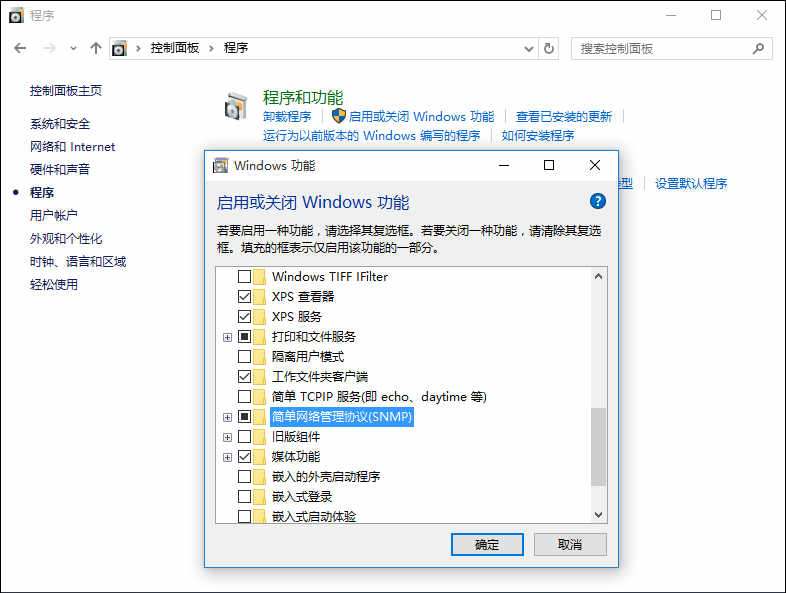 程序
控制面板 程序
搜索控制面板
控制面板主页
系统和安全
网络和 Internet
硬件和声音
程序
用户帐户
外观和个性化
时钟、语言和区域
轻松使用
程序和功能
卸载程序 启用或关闭 Windows 功能 查看已安装的更新
运行为以前版本的 Windows 编写的程序 如何安装程序
型 设置默认程序
Windows 功能
启用或关闭 Windows 功能
若要启用一种功能，请选择其复选框。若要关闭一种功能，请清除其复选
框。填充的框表示仅启用该功能的一部分。
Windows TIFF IFilter
XPS 查看器
XPS 服务
打印和文件服务
隔离用户模式
工作文件夹客户端
简单 TCPIP 服务(即 echo、daytime 等)
简单网络管理协议(SNMP)
旧版组件
媒体功能
嵌入的外壳启动程序
嵌入式登录
嵌入式启动体验
确定 取消